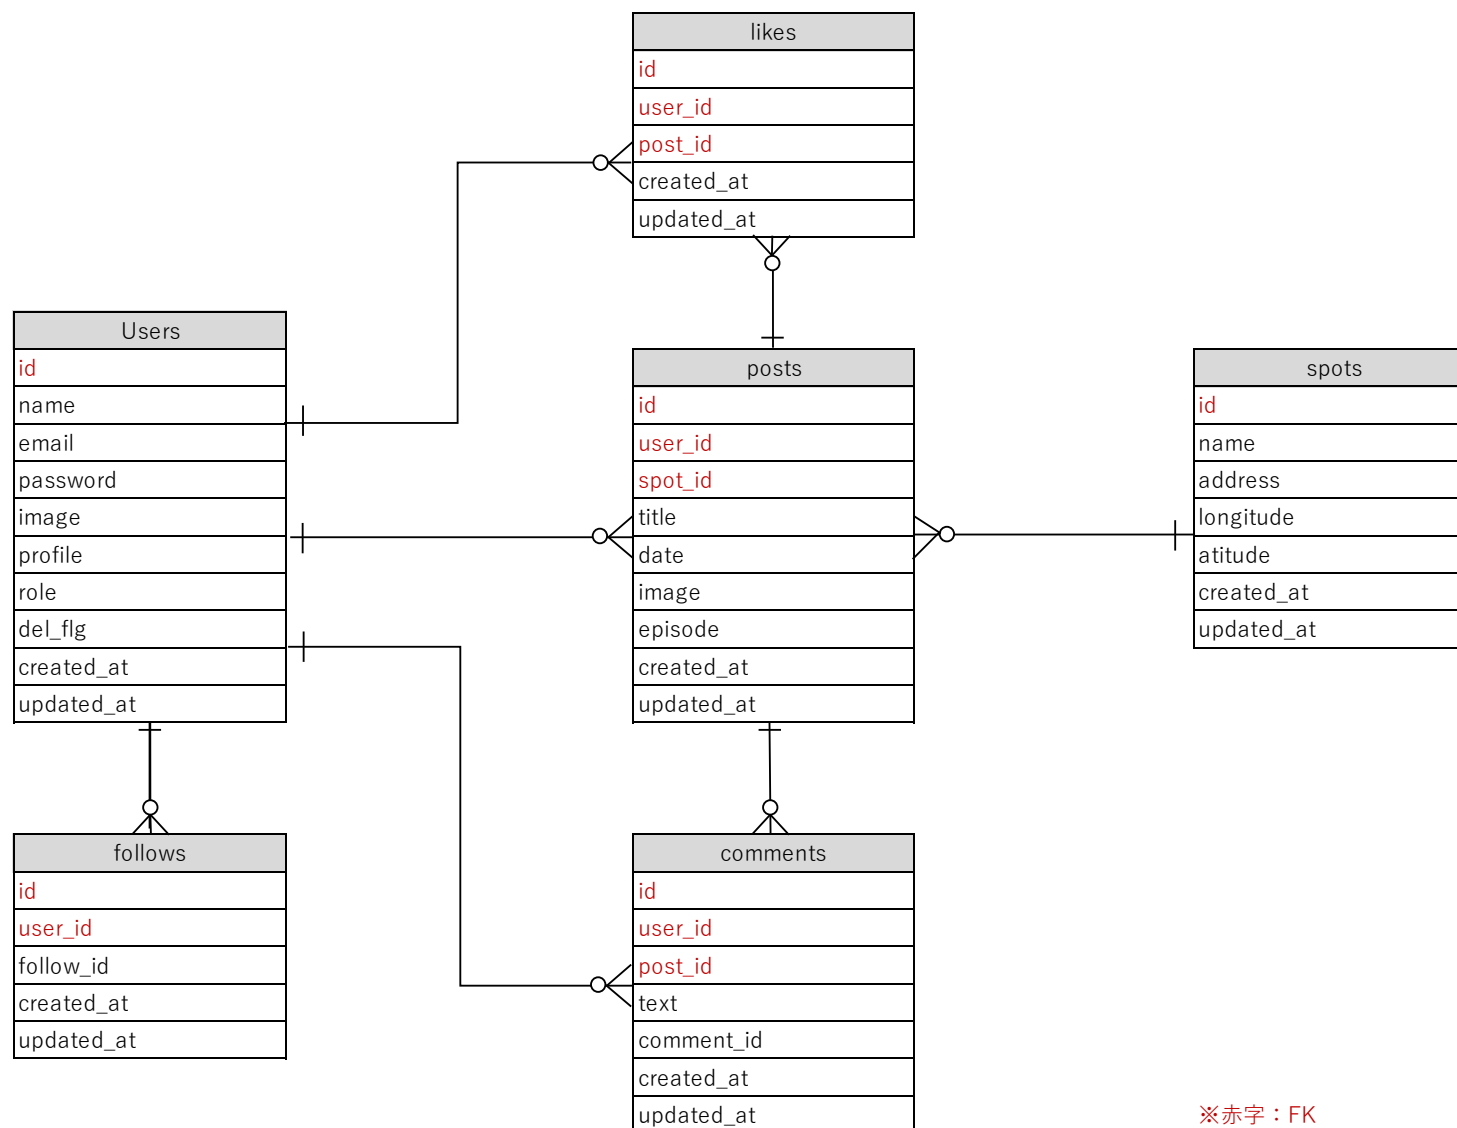 likes
id
user_id
post_id
created_at
updated_at
Users
id
name
email
password
image
profile
role
del_flg
created_at
updated_at
posts
id
user_id
spot_id
title
date
image
episode
created_at
updated_at
spots
id
name
address
longitude
atitude
created_at
updated_at
follows
id
user_id
follow_id
created_at
updated_at
comments
id
user_id
post_id
text
comment_id
created_at
updated_at
※赤字：FK